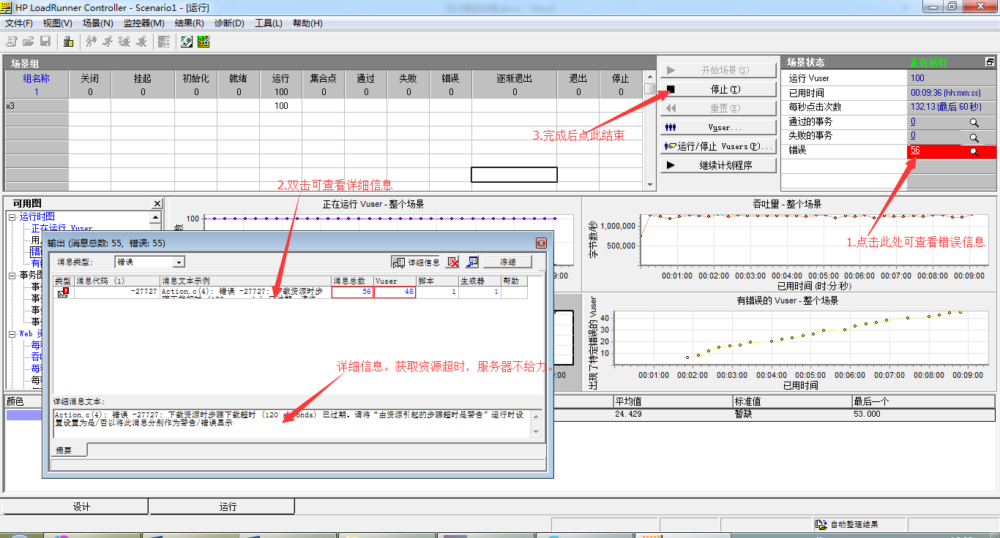 HP LoadRunner Controller - Scenario1 - [运行]
文件(F) 视图(V) 场景(N) 监控器(M) 结果(R) 诊断(D) 工具(L) 帮助(H)
场景组
组名称 关闭 挂起 初始化 就绪 运行 集合点 通过 失败 错误 逐渐退出 退出 停止
1 0 0 0 0 100 0 0 0 0 0 0 0
x3 100
开始场景(S)
停止(T)
重置(E)
Vuser...
运行/停止 Vusers(P)...
继续计划程序
3.完成后点此结束
场景状态 正在运行
运行 Vuser 100
已用时间 00:09:36 (hh:mm:ss)
每秒点击次数 132.13 (最后 60 秒)
通过的事务 0
失败的事务 0
错误 56
2.双击可查看详细信息
1.点击此处可查看错误信息
可用图
运行时图
正在运行 Vuser
正在运行 Vuser - 整个场景
100
吞吐量 - 整个场景
字节数/秒
1,000,000
500,000
00:01:00 00:02:00 00:03:00 00:04:00 00:05:00 00:06:00 00:07:00 00:08:00 00:09:00
已用时间 (时:分:秒)
输出 (消息总数: 55, 错误: 55)
消息类型: 错误 详细信息 冻结
类型 消息代码 (1) 消息文本示例 消息总数 Vuser 脚本 生成器 帮助
-27727 Action.c(4): 错误 -27727: 下载资源时步 56 48 1 1
详细信息。获取资源超时，服务器不给力。
详细消息文本:
Action.c(4): 错误 -27727: 下载资源时步骤下载超时 (120 seconds) 已过期。请将“由资源引起的步骤超时是警告”运行时设
置设置为是/否以将此消息分别作为警告/错误显示
摘要
事务图
Web 资
有错误的 Vuser - 整个场景
出现了特定错误的 Vuser
40
30
20
10
00:01:00 00:02:00 00:03:00 00:04:00 00:05:00 00:06:00 00:07:00 00:08:00 00:09:00
已用时间
颜色 平均值 标准值 最后一个
24.429 暂缺 53.000
设计 运行
自动整理结果